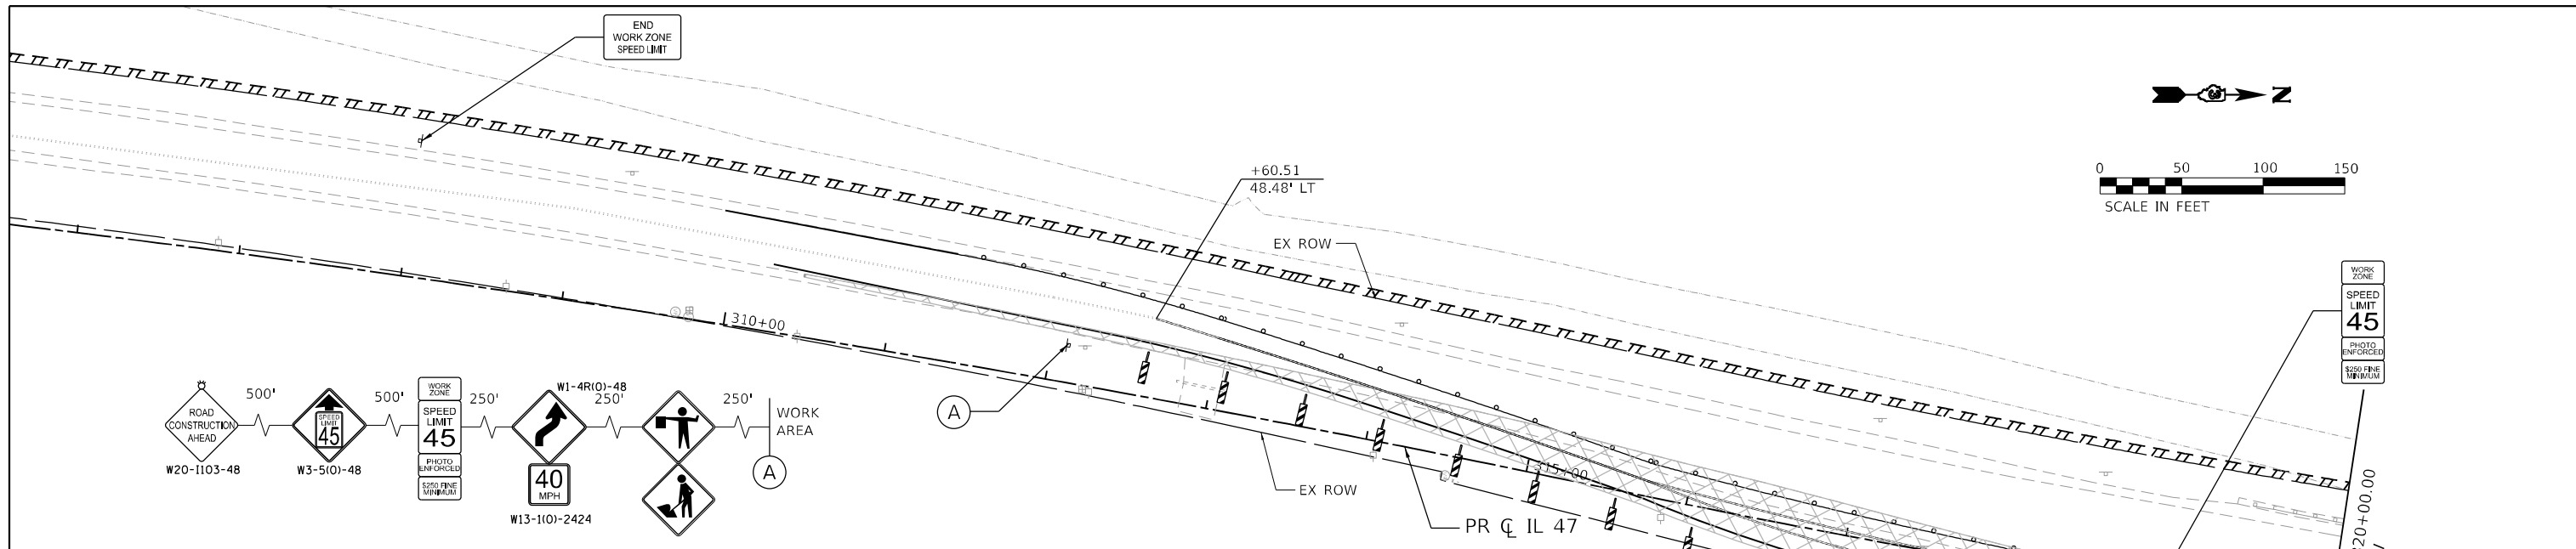 END
WORK ZONE
SPEED LIMIT
N
0 50 100 150
SCALE IN FEET
+60.51
48.48' LT
EX ROW
WORK
ZONE
SPEED
LIMIT
45
PHOTO
ENFORCED
$250 FINE
MINIMUM
310+00
ROAD
CONSTRUCTION
AHEAD
W20-I103-48
500'
SPEED
LIMIT
45
W3-5(O)-48
500'
WORK
ZONE
SPEED
LIMIT
45
PHOTO
ENFORCED
$250 FINE
MINIMUM
250'
W1-4R(O)-48
40
MPH
W13-1(O)-2424
250'
250'
WORK
AREA
A
A
EX ROW
315+00
PR ℄ IL 47
320+00.00